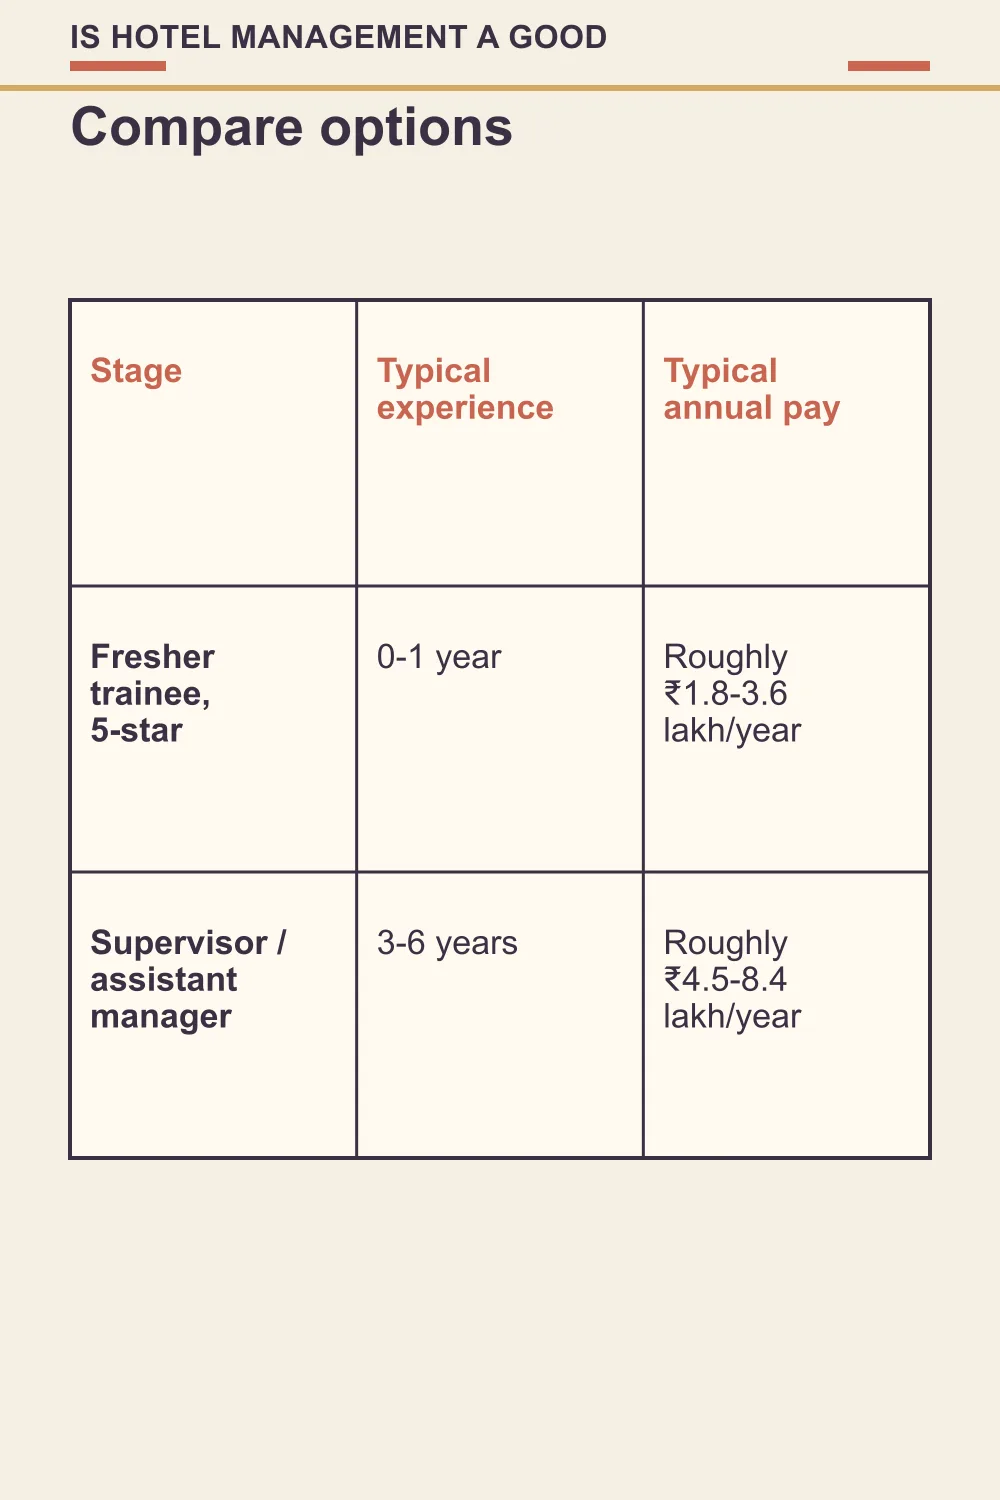 IS HOTEL MANAGEMENT A GOOD
Compare options
Stage
Typical
experience
Typical
annual pay
Fresher
trainee,
5-star
0-1 year
Roughly
₹1.8-3.6
lakh/year
Supervisor /
assistant
manager
3-6 years
Roughly
₹4.5-8.4
lakh/year